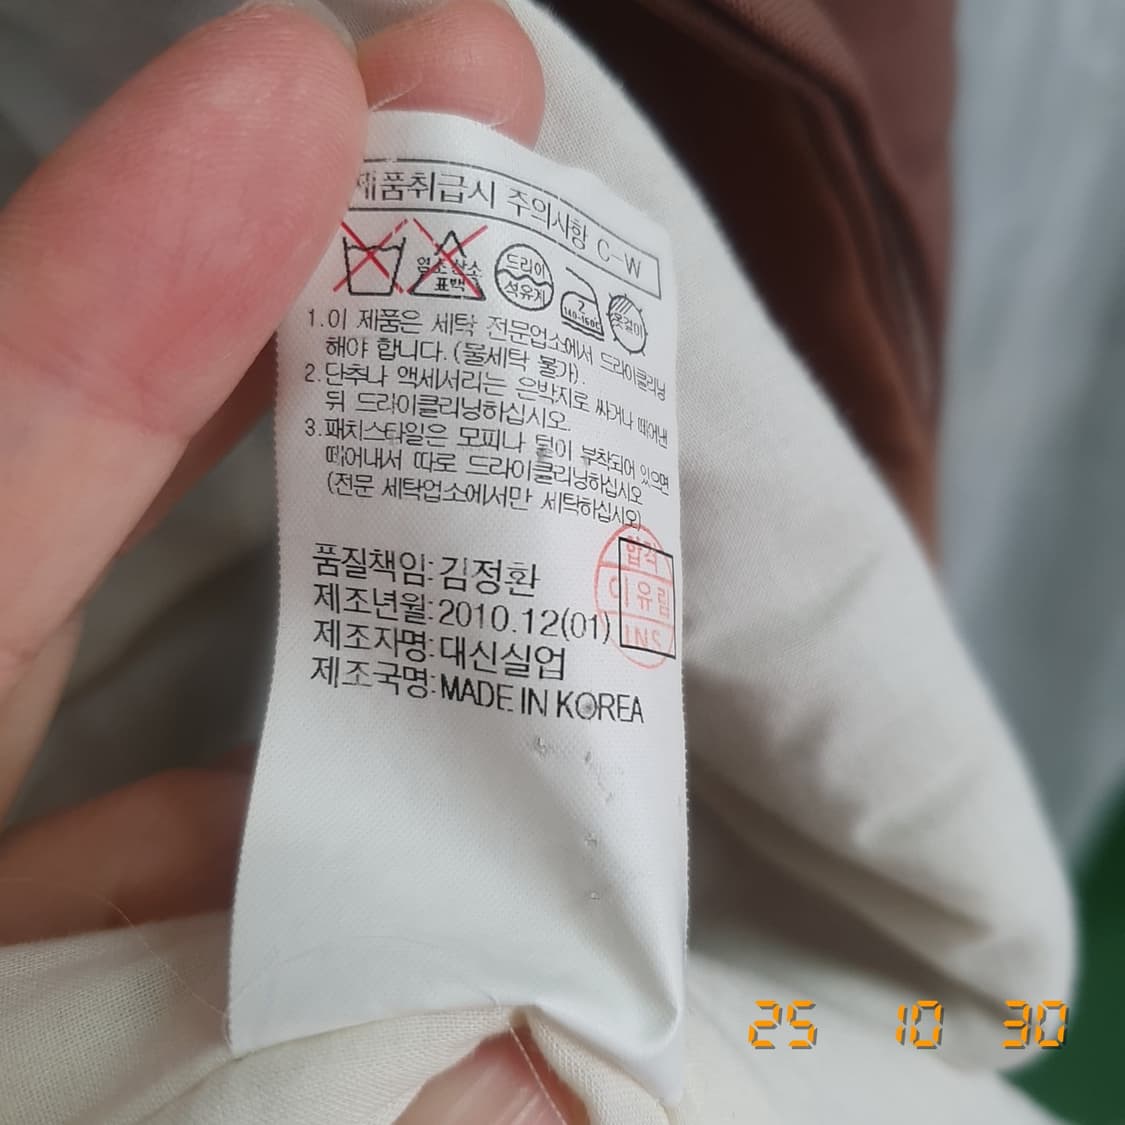 제품취급시 주의사항 C-W
염소 산소
표백
드라이
석유계
2
140-160℃
옷걸이
1.이 제품은 세탁 전문업소에서 드라이클리닝
해야 합니다.(물세탁 불가).
2.단추나 액세서리는 은박지로 싸거나 떼어낸
뒤 드라이클리닝하십시오.
3.패치스타일은 모피나 털이 부착되어 있으면
떼어내서 따로 드라이클리닝하십시오
(전문 세탁업소에서만 세탁하십시오)
품질책임:김정환
제조년월:2010.12(01)
제조자명:대신실업
제조국명:MADE IN KOREA
합격
이유림
INS
25 10 30